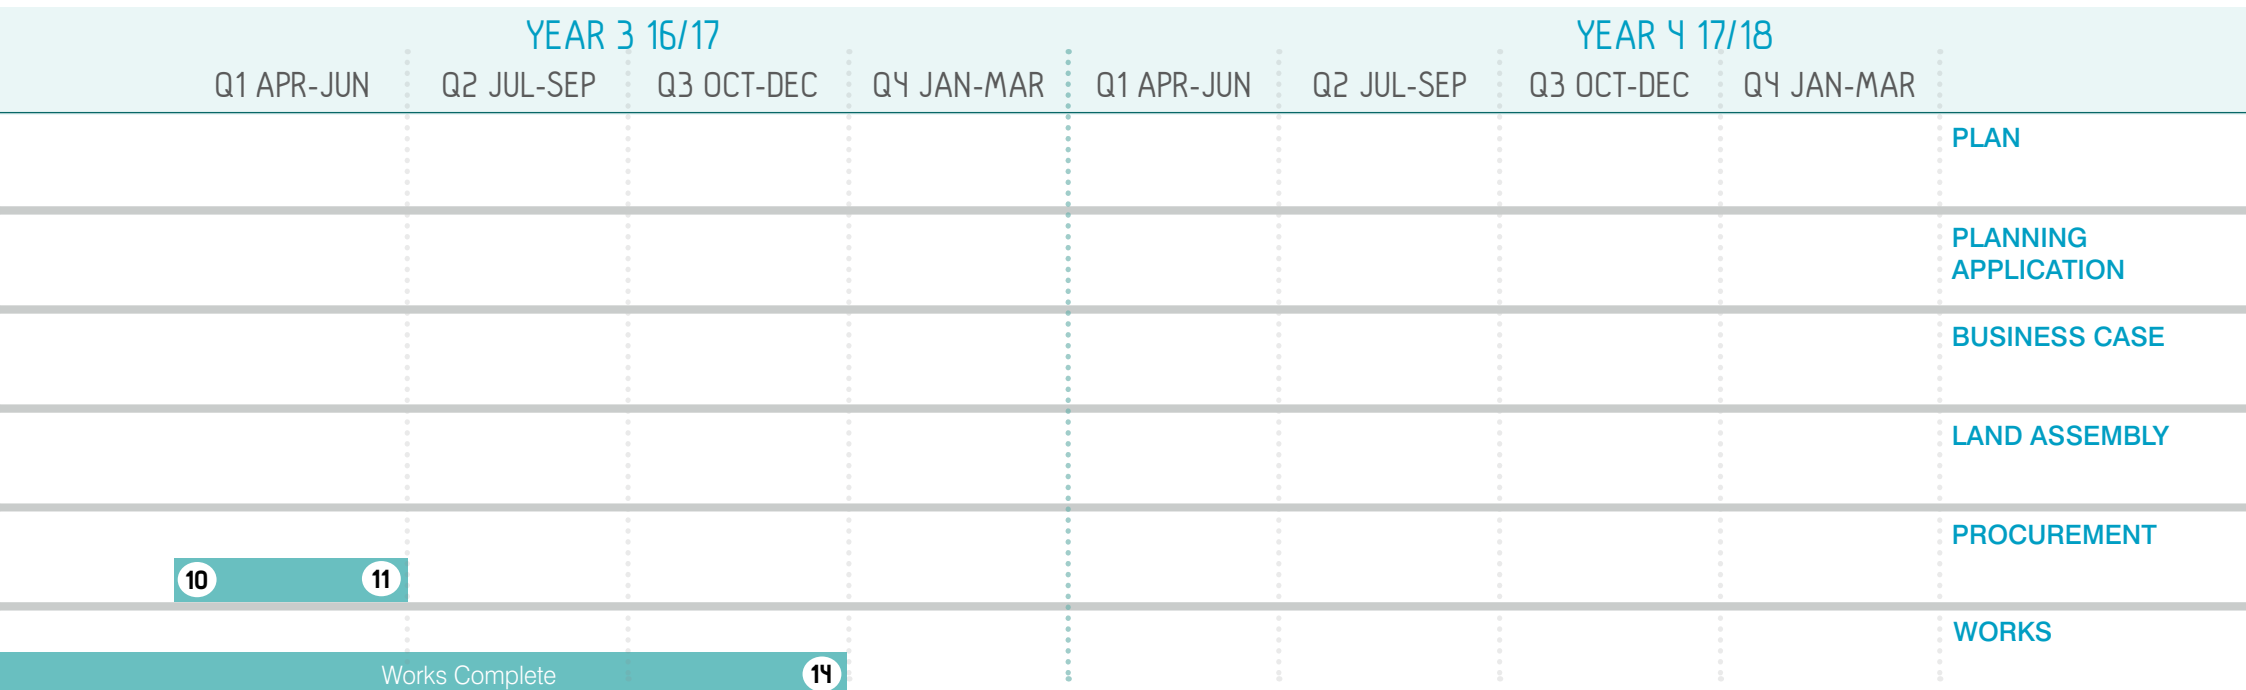 YEAR 3 16/17
YEAR 4 17/18
Q1 APR-JUN Q2 JUL-SEP Q3 OCT-DEC Q4 JAN-MAR Q1 APR-JUN Q2 JUL-SEP Q3 OCT-DEC Q4 JAN-MAR
PLAN
PLANNING
APPLICATION
BUSINESS CASE
LAND ASSEMBLY
PROCUREMENT
10 11
WORKS
Works Complete 14